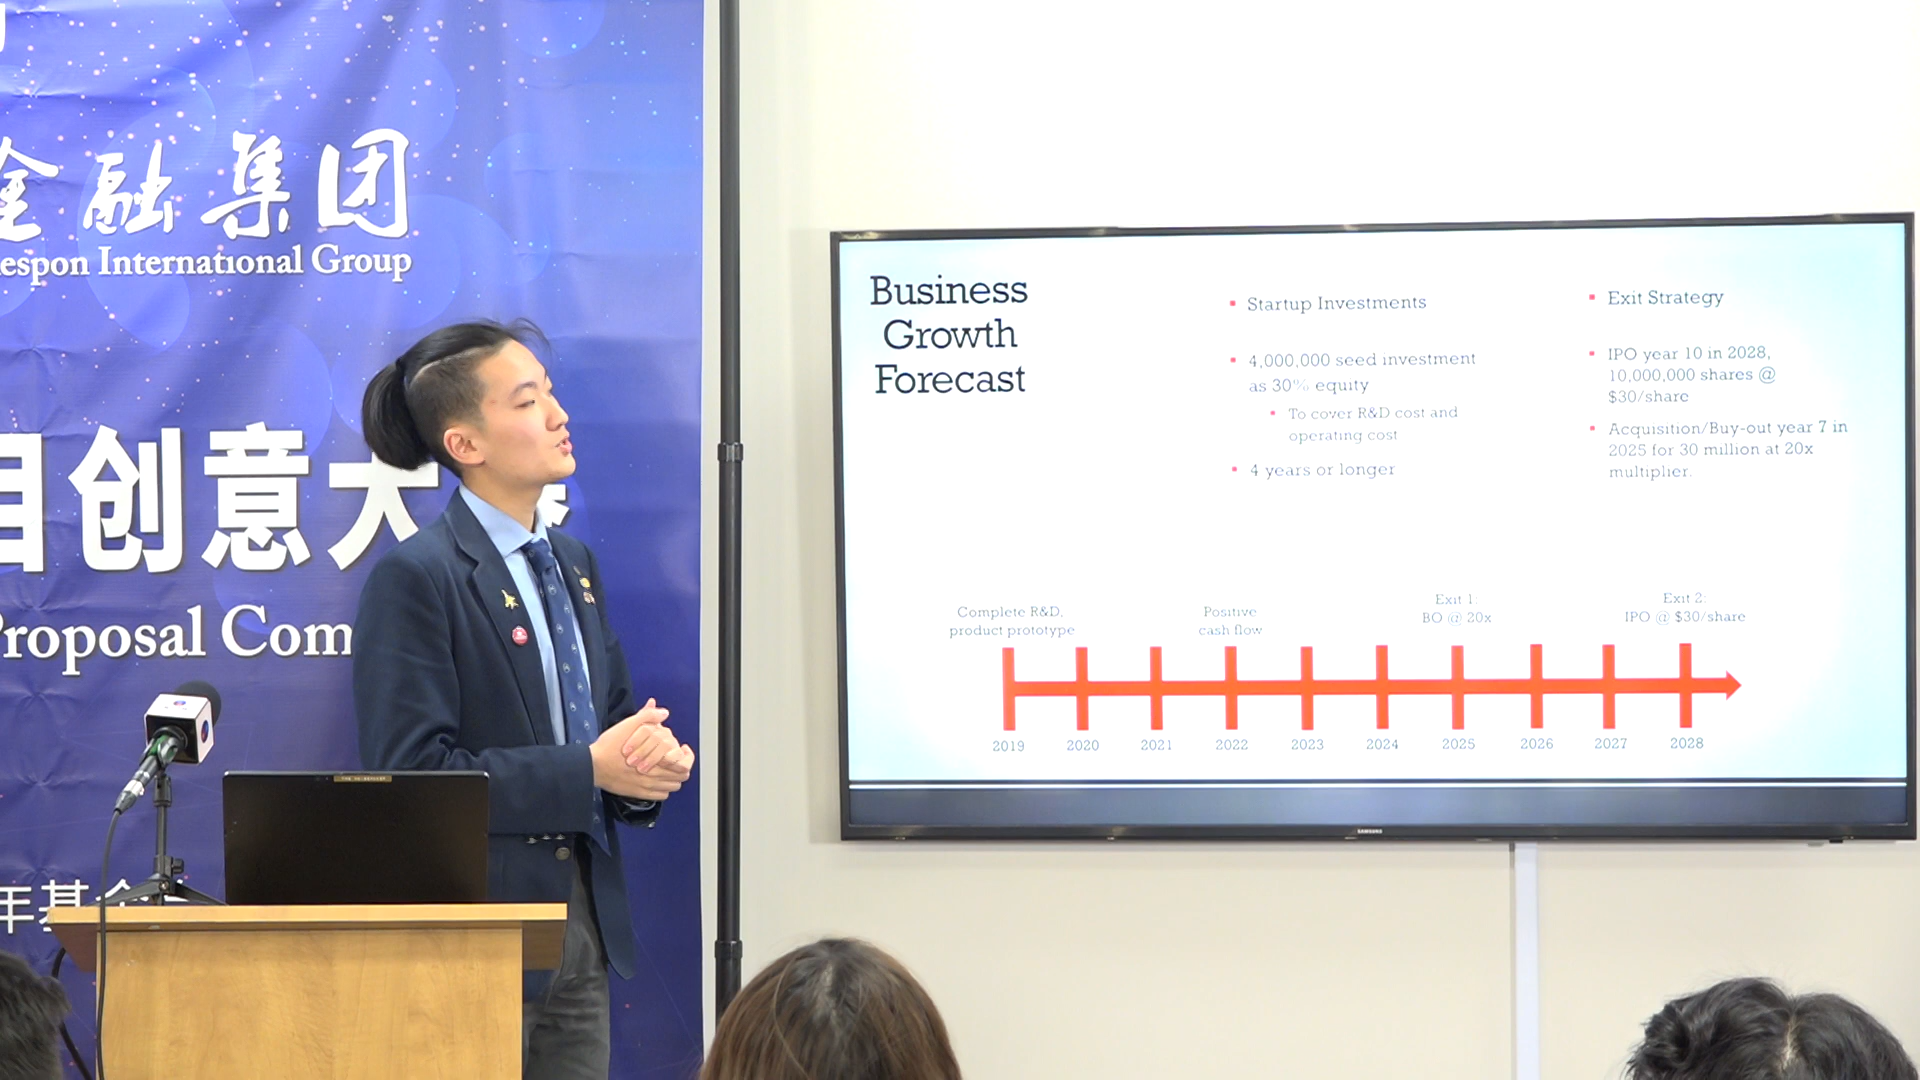 金融集团
espon International Group
目创意大
Proposal Com
年基金
Business
Growth
Forecast
▪ Startup Investments
▪ 4,000,000 seed investment
as 30% equity
▪ To cover R&D cost and
operating cost
▪ 4 years or longer
▪ Exit Strategy
▪ IPO year 10 in 2028,
10,000,000 shares @
$30/share
▪ Acquisition/Buy-out year 7 in
2025 for 30 million at 20x
multiplier.
Complete R&D,
product prototype
Positive
cash flow
Exit 1:
BO @ 20x
Exit 2:
IPO @ $30/share
2019 2020 2021 2022 2023 2024 2025 2026 2027 2028
SAMSUNG